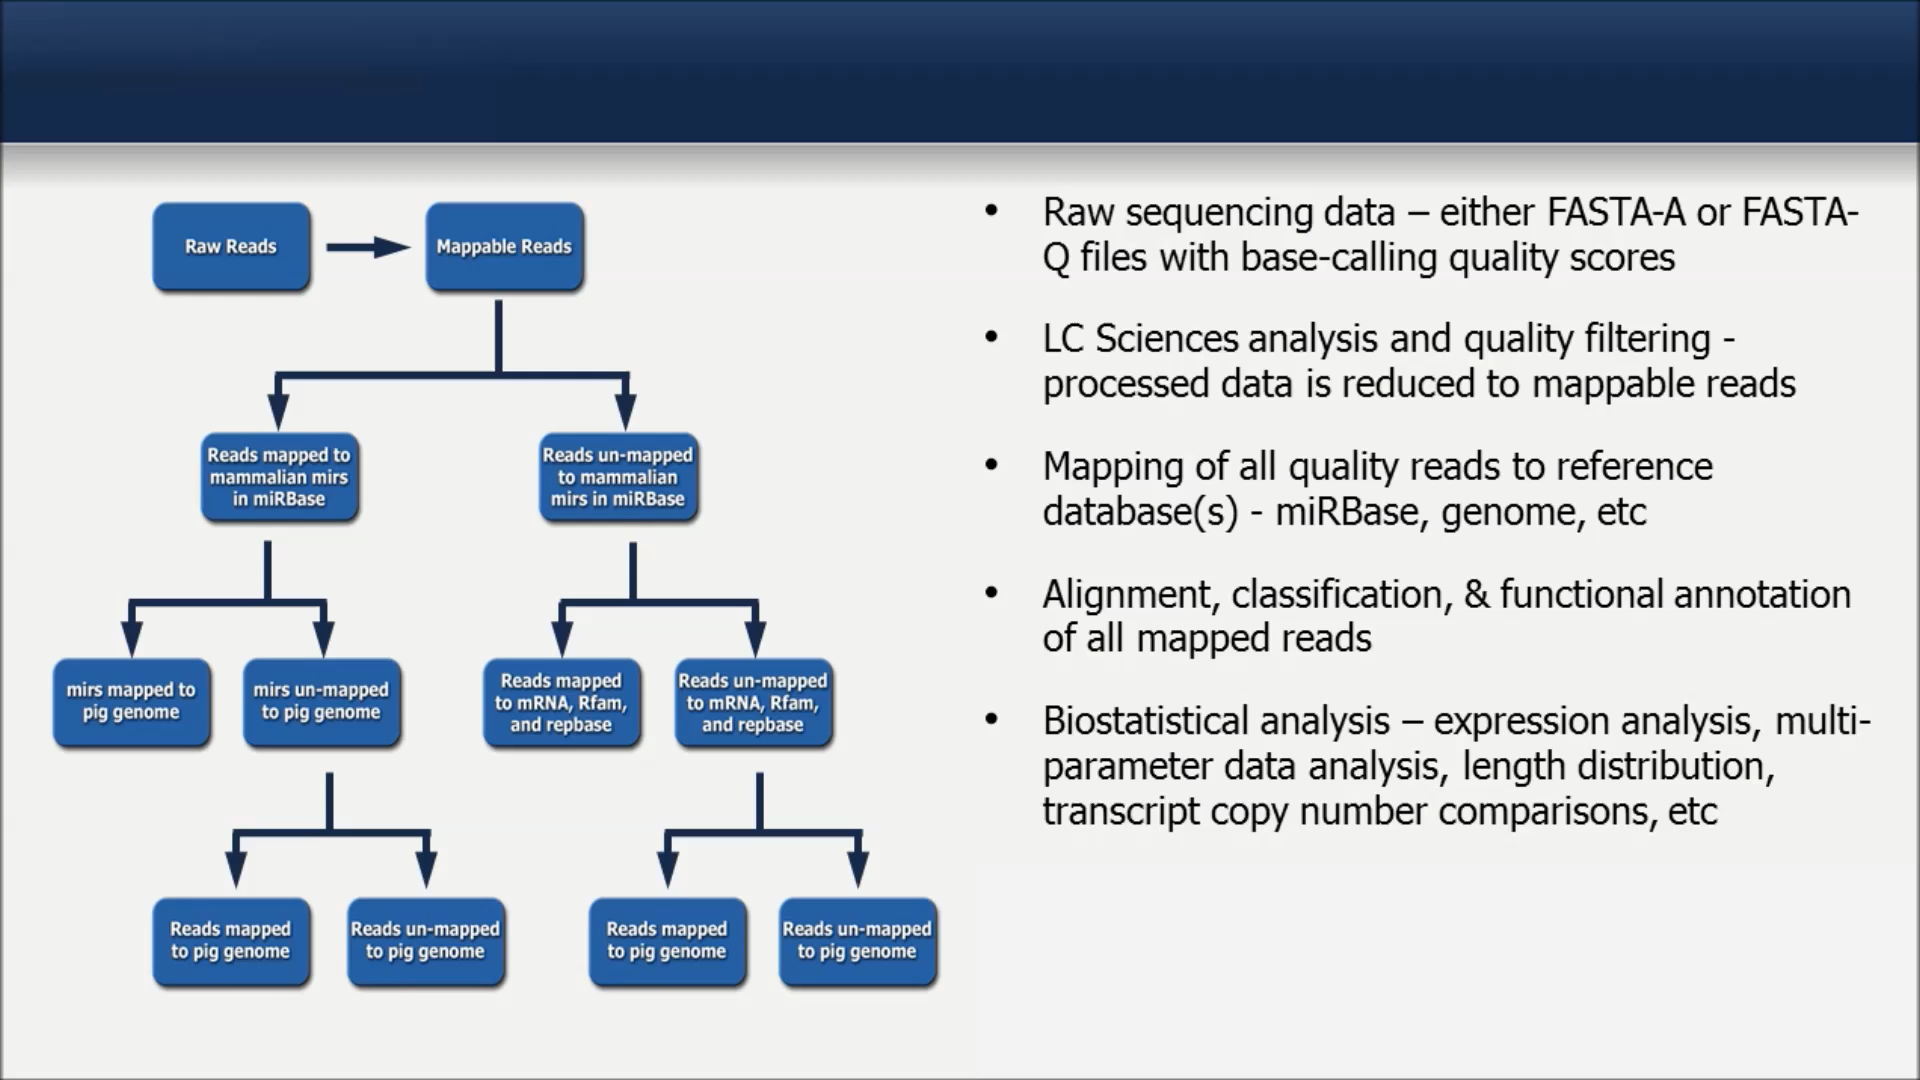 Raw Reads
Mappable Reads
Reads mapped to
mammalian mirs
in miRBase
Reads un-mapped
to mammalian
mirs in miRBase
mirs mapped to
pig genome
mirs un-mapped
to pig genome
Reads mapped
to mRNA, Rfam,
and repbase
Reads un-mapped
to mRNA, Rfam,
and repbase
Reads mapped
to pig genome
Reads un-mapped
to pig genome
Reads mapped
to pig genome
Reads un-mapped
to pig genome
• Raw sequencing data – either FASTA-A or FASTA-
Q files with base-calling quality scores
• LC Sciences analysis and quality filtering -
processed data is reduced to mappable reads
• Mapping of all quality reads to reference
database(s) - miRBase, genome, etc
• Alignment, classification, & functional annotation
of all mapped reads
• Biostatistical analysis – expression analysis, multi-
parameter data analysis, length distribution,
transcript copy number comparisons, etc